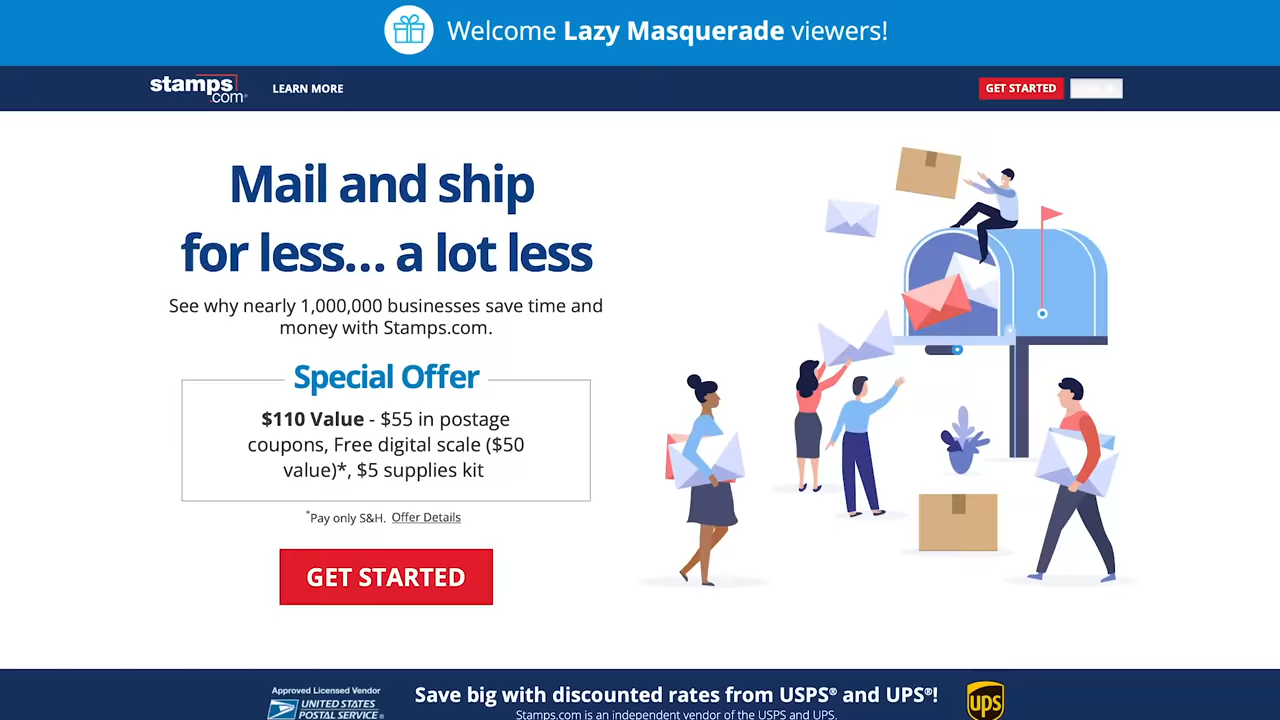 Welcome Lazy Masquerade viewers!
stamps
.com
LEARN MORE
GET STARTED
Mail and ship
for less... a lot less
See why nearly 1,000,000 businesses save time and
money with Stamps.com.
Special Offer
$110 Value - $55 in postage
coupons, Free digital scale ($50
value)*, $5 supplies kit
*Pay only S&H. Offer Details
GET STARTED
Approved Licensed Vendor
UNITED STATES
POSTAL SERVICE®
Save big with discounted rates from USPS® and UPS®!
Stamps.com is an independent vendor of the USPS and UPS.
ups